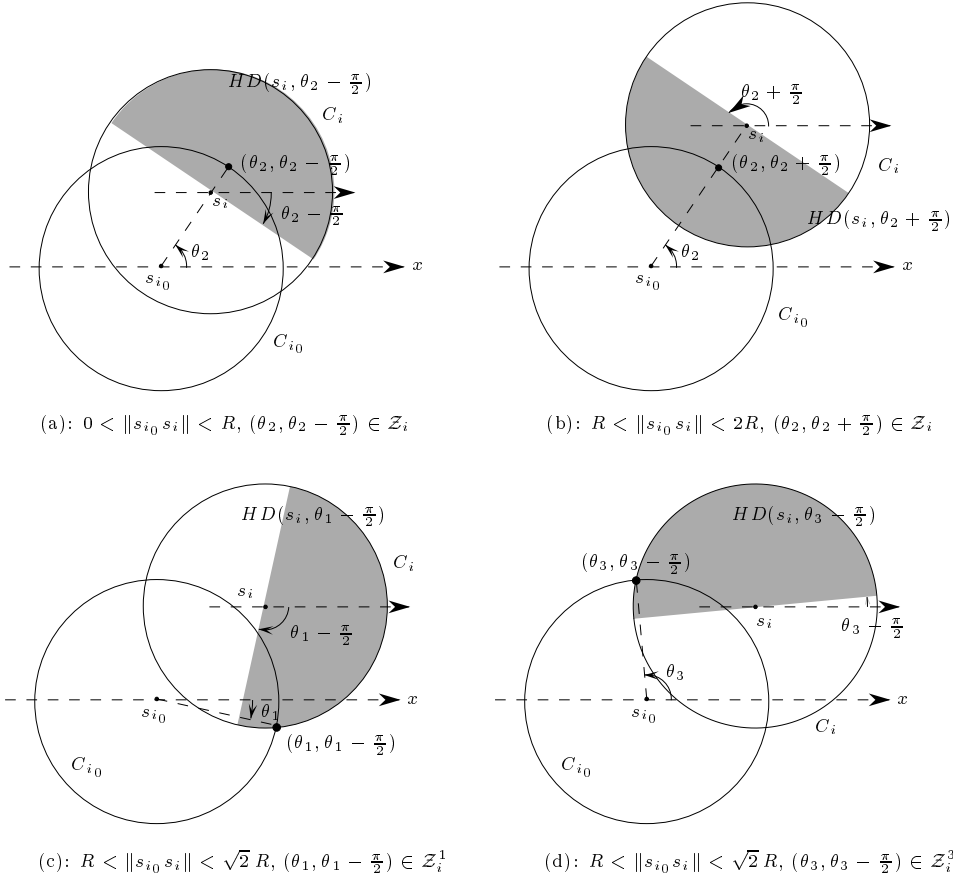 HD(s_i, θ_2 − π/2)
C_i
(θ_2, θ_2 − π/2)
s_i
θ_2 − π/2
θ_2
x
s_{i_0}
C_{i_0}
(a): 0 < ‖s_{i_0} s_i‖ < R, (θ_2, θ_2 − π/2) ∈ 𝒵_i
θ_2 + π/2
s_i
(θ_2, θ_2 + π/2)
C_i
HD(s_i, θ_2 + π/2)
θ_2
x
s_{i_0}
C_{i_0}
(b): R < ‖s_{i_0} s_i‖ < 2R, (θ_2, θ_2 + π/2) ∈ 𝒵_i
HD(s_i, θ_1 − π/2)
C_i
s_i
θ_1 − π/2
x
s_{i_0}
θ_1
(θ_1, θ_1 − π/2)
C_{i_0}
(c): R < ‖s_{i_0} s_i‖ < √2 R, (θ_1, θ_1 − π/2) ∈ 𝒵_i^1
HD(s_i, θ_3 − π/2)
(θ_3, θ_3 − π/2)
s_i
θ_3 − π/2
θ_3
x
s_{i_0}
C_i
C_{i_0}
(d): R < ‖s_{i_0} s_i‖ < √2 R, (θ_3, θ_3 − π/2) ∈ 𝒵_i^3